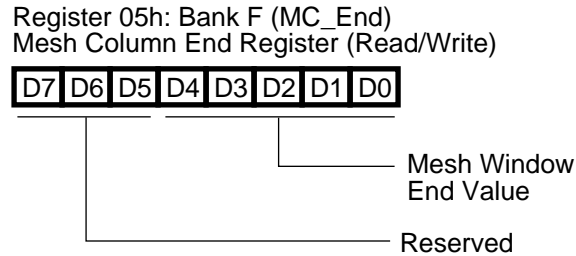 Register 05h: Bank F (MC_End)
Mesh Column End Register (Read/Write)
D7 D6 D5 D4 D3 D2 D1 D0
Mesh Window
End Value
Reserved